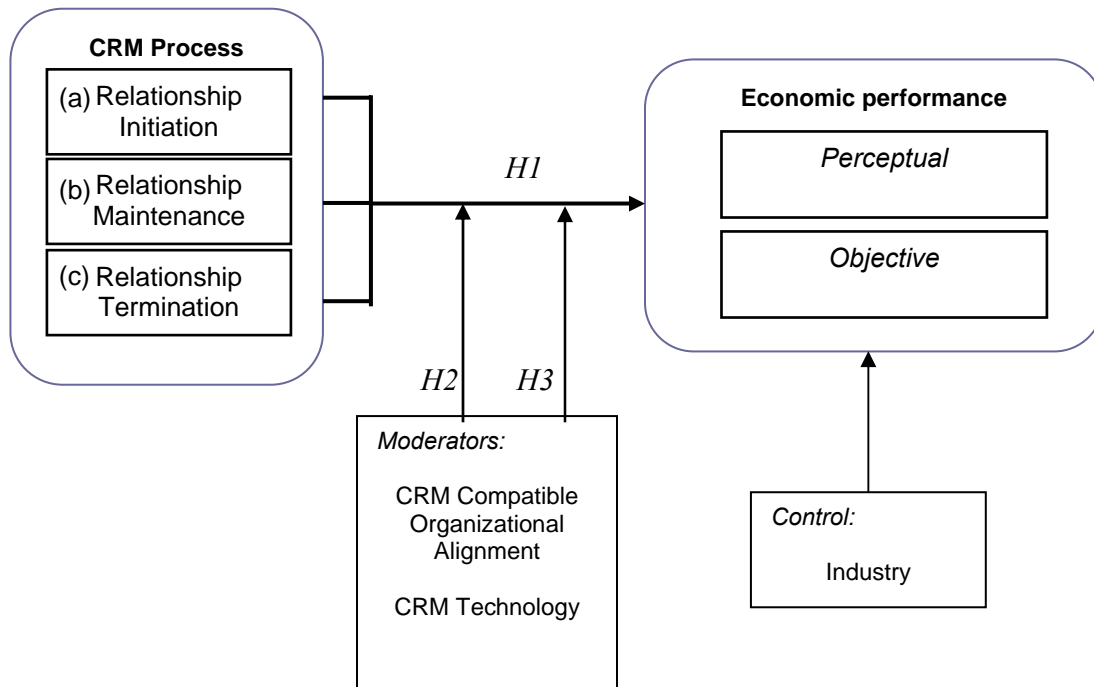 CRM Process
(a) Relationship
Initiation
(b) Relationship
Maintenance
(c) Relationship
Termination
H1
Economic performance
Perceptual
Objective
H2
H3
Moderators:
CRM Compatible
Organizational
Alignment
CRM Technology
Control:
Industry